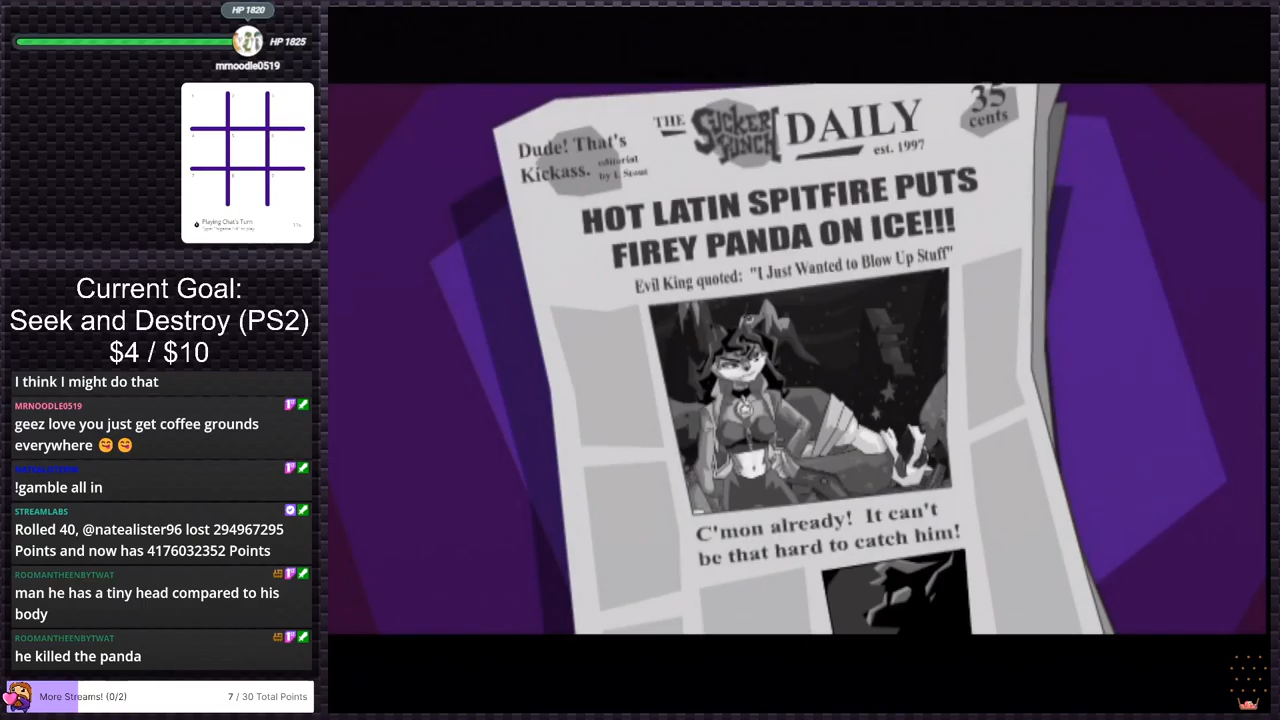 HP 1820
HP 1825
mrnoodle0519
Playing Chat's Turn
Current Goal:
Seek and Destroy (PS2)
$4 / $10
I think I might do that
MRNOODLE0519
geez love you just get coffee grounds
everywhere 😋 😋
!gamble all in
STREAMLABS
Rolled 40, @natealister96 lost 294967295
Points and now has 4176032352 Points
ROOMANTHEENBYTWAT
man he has a tiny head compared to his
body
ROOMANTHEENBYTWAT
he killed the panda
More Streams! (0/2)
7 / 30 Total Points
THE SUCKER PUNCH DAILY
est. 1997
35
cents
Dude! That's
Kickass.
editorial
by L Stout
HOT LATIN SPITFIRE PUTS
FIREY PANDA ON ICE!!!
Evil King quoted: "I Just Wanted to Blow Up Stuff"
C'mon already! It can't
be that hard to catch him!